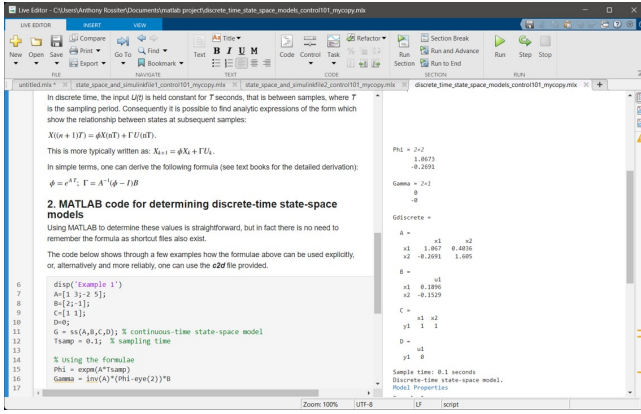 Live Editor - C:\Users\Anthony Rossiter\Documents\matlab project\discrete_time_state_space_models_control101_mycopy.mlx
LIVE EDITOR INSERT VIEW
New Open Save Compare Print Export
Go To Find Bookmark
Text Title B I U M
Code Control Task Refactor
Run Section Section Break Run and Advance Run to End
Run Step Stop
FILE NAVIGATE TEXT CODE SECTION RUN
untitled.mlx * state_space_and_simulinkfile1_control101_mycopy.mlx state_space_and_simulinkfile2_control101_mycopy.mlx discrete_time_state_space_models_control101_mycopy.mlx +
In discrete time, the input U(t) is held constant for T seconds, that is between samples, where T
is the sampling period. Consequently it is possible to find analytic expressions of the form which
show the relationship between states at subsequent samples:
X((n + 1)T) = ϕX(nT) + ΓU(nT).
This is more typically written as: Xₖ₊₁ = ϕXₖ + ΓUₖ.
In simple terms, one can derive the following formula (see text books for the detailed derivation):
ϕ = e^{AT}; Γ = A⁻¹(ϕ − I)B
2. MATLAB code for determining discrete-time state-space
models
Using MATLAB to determine these values is straightforward, but in fact there is no need to
remember the formula as shortcut files also exist.
The code below shows through a few example how the formulae above can be used explicitly,
or, alternatively and more reliably, one can use the c2d file provided.
6 disp('Example 1')
7 A=[1 3;-2 5];
8 B=[2;-1];
9 C=[1 1];
10 D=0;
11 G = ss(A,B,C,D); % continuous-time state-space model
12 Tsamp = 0.1; % sampling time
13
14 % Using the formulae
15 Phi = expm(A*Tsamp)
16 Gamma = inv(A)*(Phi-eye(2))*B
17
Phi = 2×2
1.0673
-0.2691
Gamma = 2×1
0
-0
Gdiscrete =
A =
x1 x2
x1 1.067 0.4036
x2 -0.2691 1.605
B =
u1
x1 0.1896
x2 -0.1529
C =
x1 x2
y1 1 1
D =
u1
y1 0
Sample time: 0.1 seconds
Discrete-time state-space model.
Model Properties
Zoom: 100% UTF-8 LF script